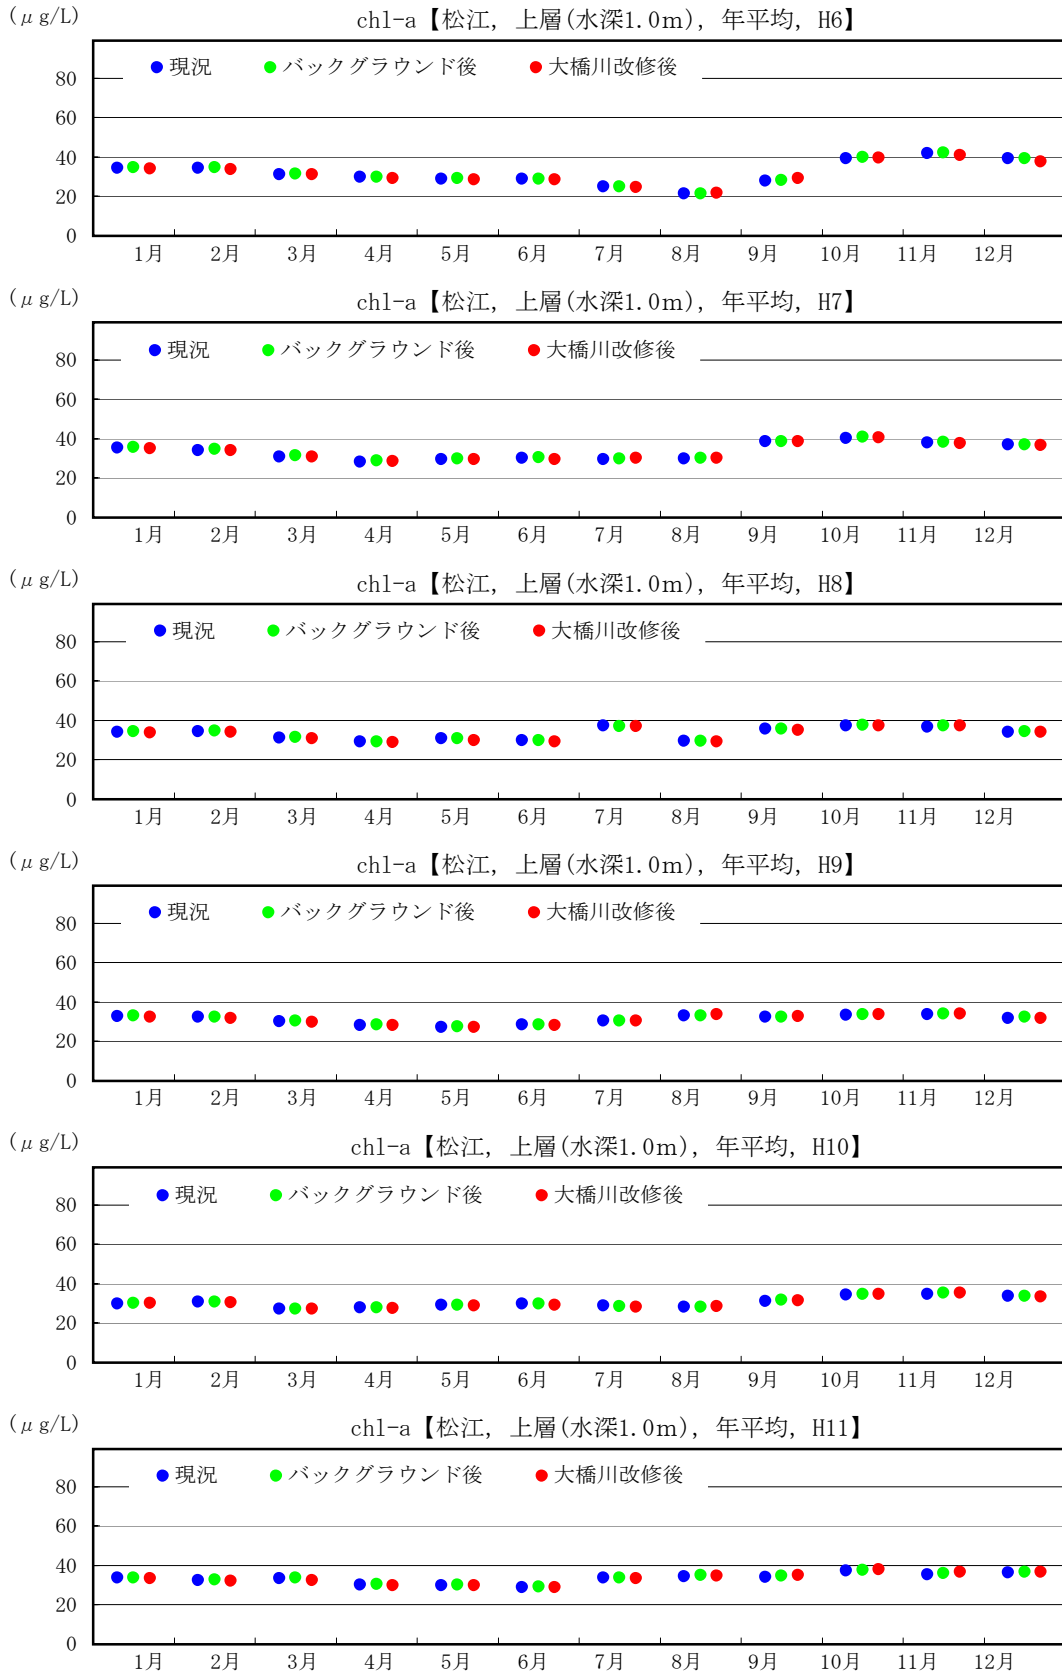 (μg/L) chl-a【松江, 上層(水深1.0m), 年平均, H6】
80 ●現況 ●バックグラウンド後 ●大橋川改修後
60
40
20
0
1月 2月 3月 4月 5月 6月 7月 8月 9月 10月 11月 12月
(μg/L) chl-a【松江, 上層(水深1.0m), 年平均, H7】
80 ●現況 ●バックグラウンド後 ●大橋川改修後
60
40
20
0
1月 2月 3月 4月 5月 6月 7月 8月 9月 10月 11月 12月
(μg/L) chl-a【松江, 上層(水深1.0m), 年平均, H8】
80 ●現況 ●バックグラウンド後 ●大橋川改修後
60
40
20
0
1月 2月 3月 4月 5月 6月 7月 8月 9月 10月 11月 12月
(μg/L) chl-a【松江, 上層(水深1.0m), 年平均, H9】
80 ●現況 ●バックグラウンド後 ●大橋川改修後
60
40
20
0
1月 2月 3月 4月 5月 6月 7月 8月 9月 10月 11月 12月
(μg/L) chl-a【松江, 上層(水深1.0m), 年平均, H10】
80 ●現況 ●バックグラウンド後 ●大橋川改修後
60
40
20
0
1月 2月 3月 4月 5月 6月 7月 8月 9月 10月 11月 12月
(μg/L) chl-a【松江, 上層(水深1.0m), 年平均, H11】
80 ●現況 ●バックグラウンド後 ●大橋川改修後
60
40
20
0
1月 2月 3月 4月 5月 6月 7月 8月 9月 10月 11月 12月